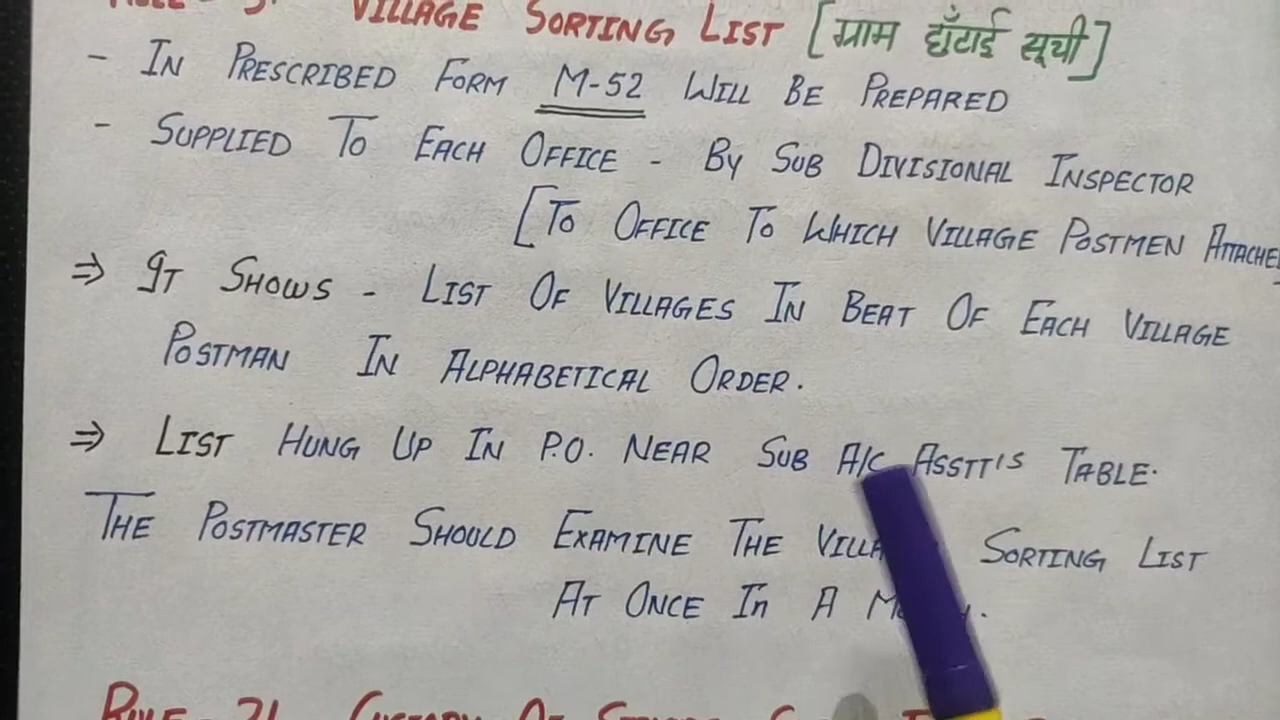 VILLAGE SORTING LIST [ग्राम छँटाई सूची]
- IN PRESCRIBED FORM M-52 WILL BE PREPARED
- SUPPLIED TO EACH OFFICE - BY SUB DIVISIONAL INSPECTOR
[TO OFFICE TO WHICH VILLAGE POSTMEN
⇒ IT SHOWS - LIST OF VILLAGES IN BEAT OF EACH VILLAGE
POSTMAN IN ALPHABETICAL ORDER.
⇒ LIST HUNG UP IN P.O. NEAR SUB A/C ASSTT'S TABLE.
THE POSTMASTER SHOULD EXAMINE THE SORTING LIST
AT ONCE IN A